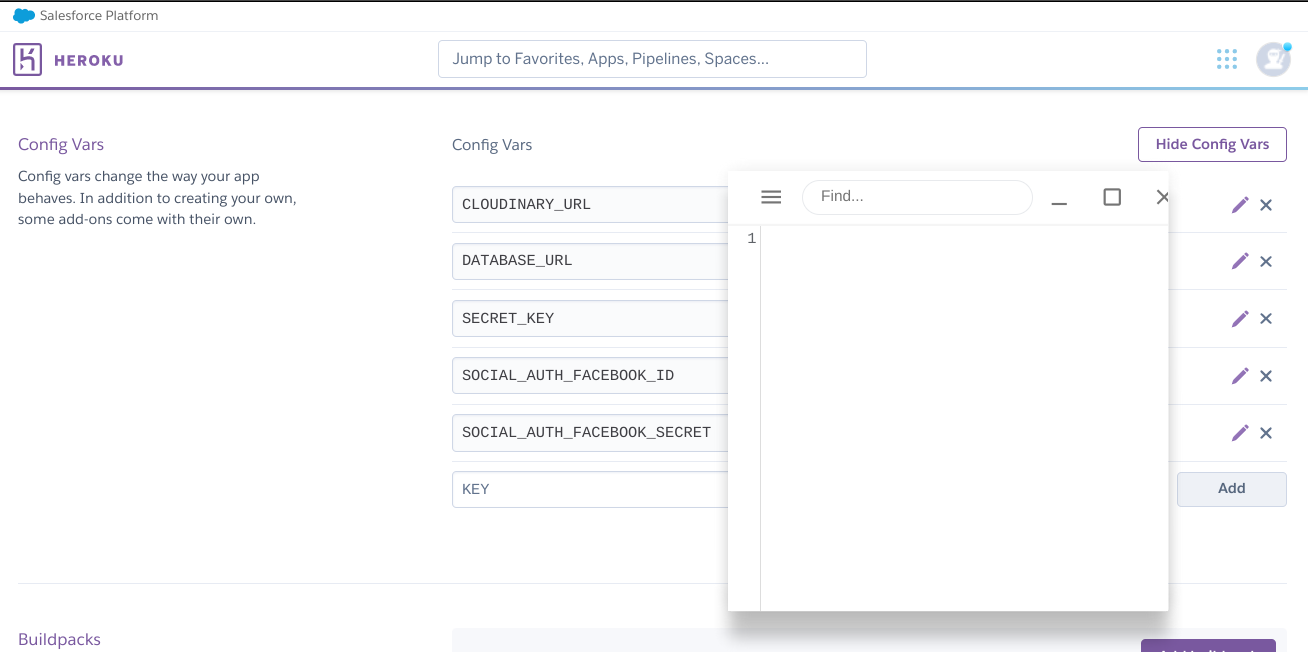 Salesforce Platform
HEROKU
Jump to Favorites, Apps, Pipelines, Spaces...
Config Vars
Config vars change the way your app
behaves. In addition to creating your own,
some add-ons come with their own.
Config Vars
Hide Config Vars
CLOUDINARY_URL
DATABASE_URL
SECRET_KEY
SOCIAL_AUTH_FACEBOOK_ID
SOCIAL_AUTH_FACEBOOK_SECRET
KEY
Add
Find...
1
Buildpacks